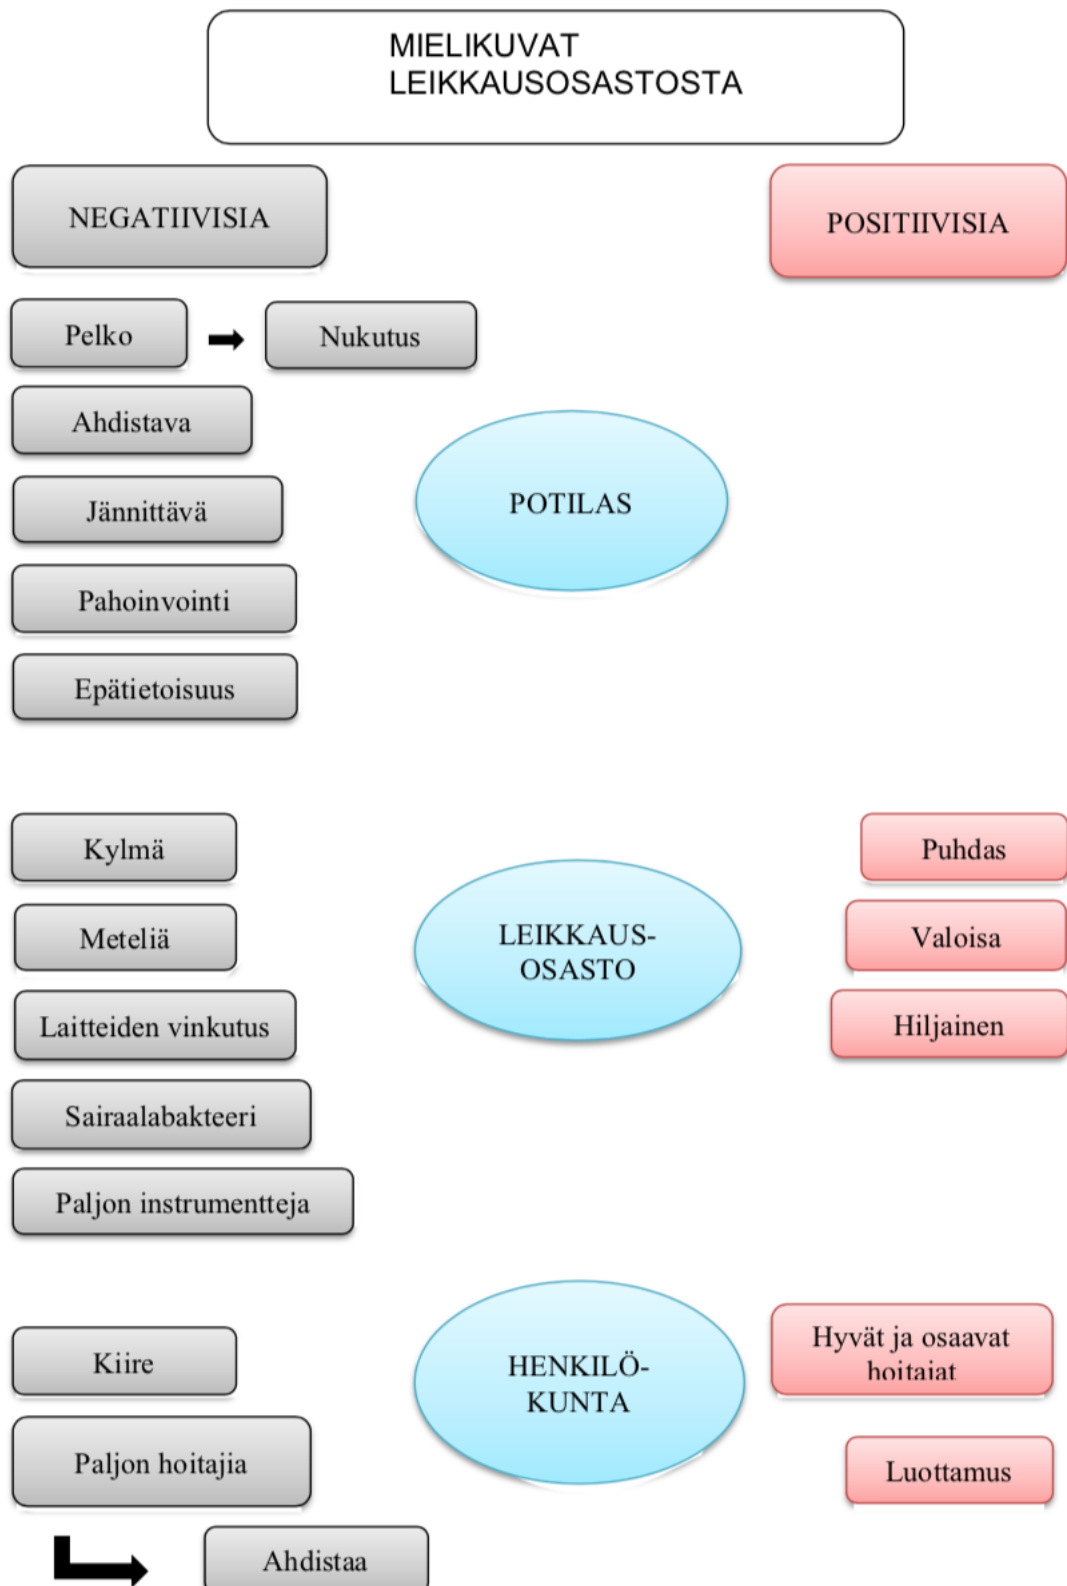 MIELIKUVAT
LEIKKAUSOSASTOSTA
NEGATIIVISIA
POSITIIVISIA
Pelko
Nukutus
Ahdistava
Jännittävä
POTILAS
Pahoinvointi
Epätietoisuus
Kylmä
Puhdas
Meteliä
LEIKKAUS-
OSASTO
Valoisa
Laitteiden vinkutus
Hiljainen
Sairaalabakteeri
Paljon instrumentteja
Kiire
HENKILÖ-
KUNTA
Hyvät ja osaavat
hoitajat
Paljon hoitajia
Luottamus
Ahdistaa